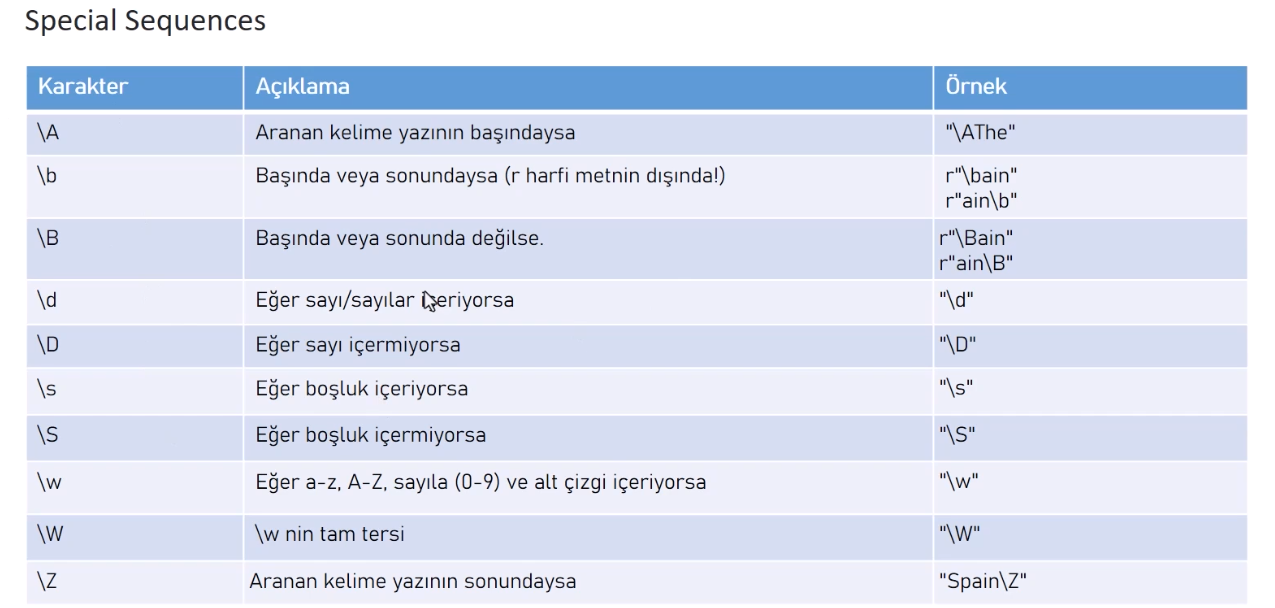 Special Sequences
Karakter Açıklama Örnek
\A Aranan kelime yazının başındaysa "\AThe"
\b Başında veya sonundaysa (r harfi metnin dışında!) r"\bain"
r"ain\b"
\B Başında veya sonunda değilse. r"\Bain"
r"ain\B"
\d Eğer sayı/sayılar içeriyorsa "\d"
\D Eğer sayı içermiyorsa "\D"
\s Eğer boşluk içeriyorsa "\s"
\S Eğer boşluk içermiyorsa "\S"
\w Eğer a-z, A-Z, sayıla (0-9) ve alt çizgi içeriyorsa "\w"
\W \w nin tam tersi "\W"
\Z Aranan kelime yazının sonundaysa "Spain\Z"